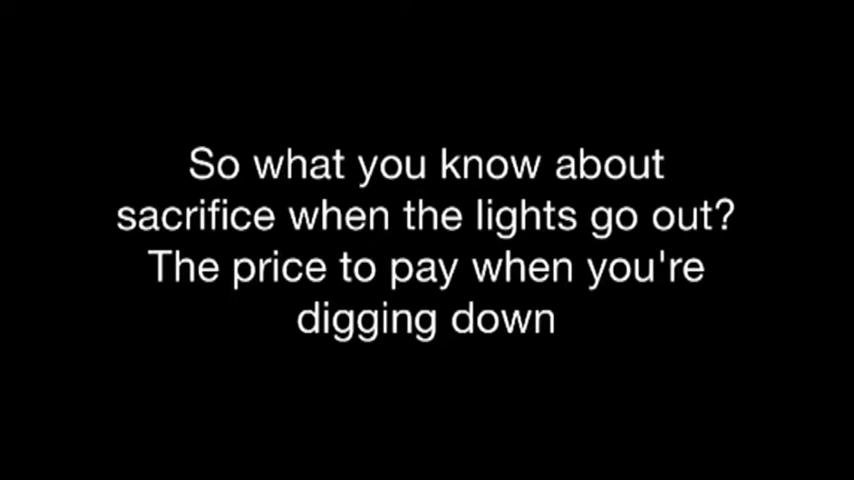 So what you know about
sacrifice when the lights go out?
The price to pay when you're
digging down